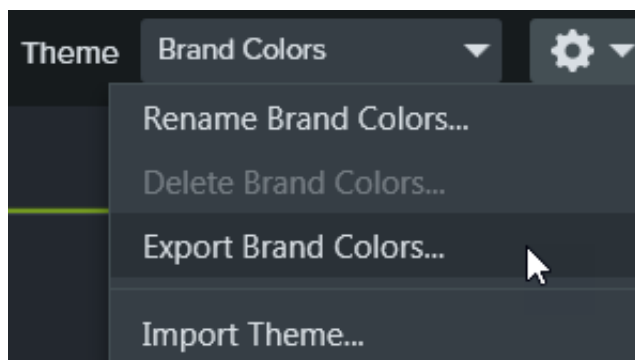 Theme Brand Colors
Rename Brand Colors...
Delete Brand Colors...
Export Brand Colors...
Import Theme...